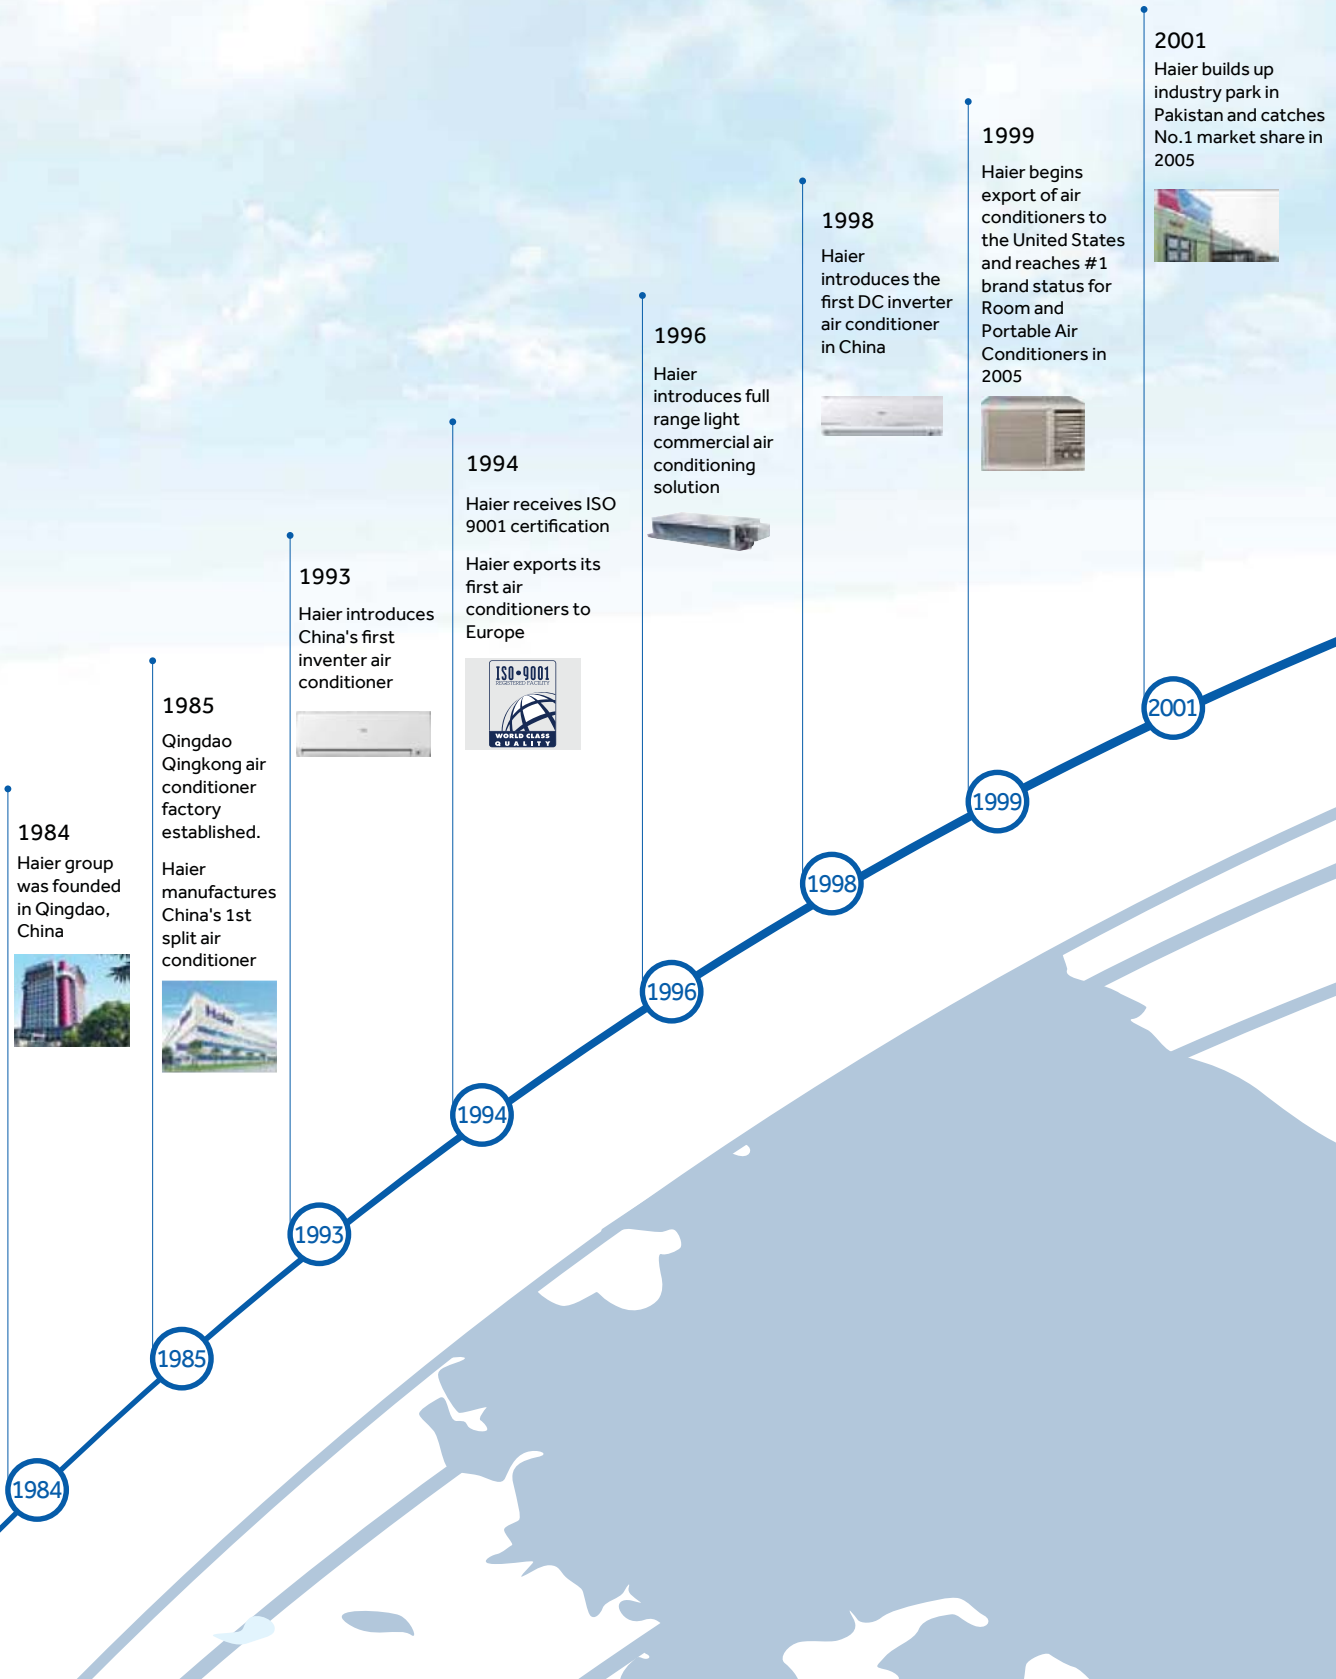 1984
Haier group
was founded
in Qingdao,
China
1985
Qingdao
Qingkong air
conditioner
factory
established.
Haier
manufactures
China's 1st
split air
conditioner
Haier
1993
Haier introduces
China's first
inventer air
conditioner
1994
Haier receives ISO
9001 certification
Haier exports its
first air
conditioners to
Europe
ISO•9001
REGISTERED FACILITY
WORLD CLASS
QUALITY
1996
Haier
introduces full
range light
commercial air
conditioning
solution
1998
Haier
introduces the
first DC inverter
air conditioner
in China
1999
Haier begins
export of air
conditioners to
the United States
and reaches #1
brand status for
Room and
Portable Air
Conditioners in
2005
2001
Haier builds up
industry park in
Pakistan and catches
No.1 market share in
2005
1984
1985
1993
1994
1996
1998
1999
2001